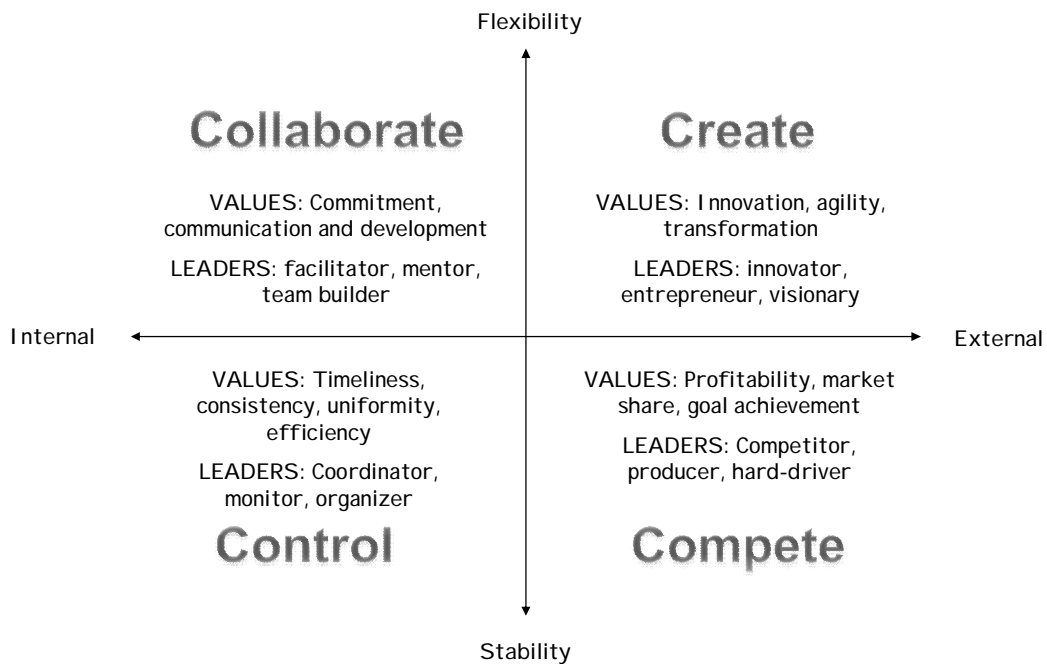 Flexibility
Collaborate
VALUES: Commitment,
communication and development
LEADERS: facilitator, mentor,
team builder
Create
VALUES: Innovation, agility,
transformation
LEADERS: innovator,
entrepreneur, visionary
Internal
External
VALUES: Timeliness,
consistency, uniformity,
efficiency
LEADERS: Coordinator,
monitor, organizer
Control
VALUES: Profitability, market
share, goal achievement
LEADERS: Competitor,
producer, hard-driver
Compete
Stability